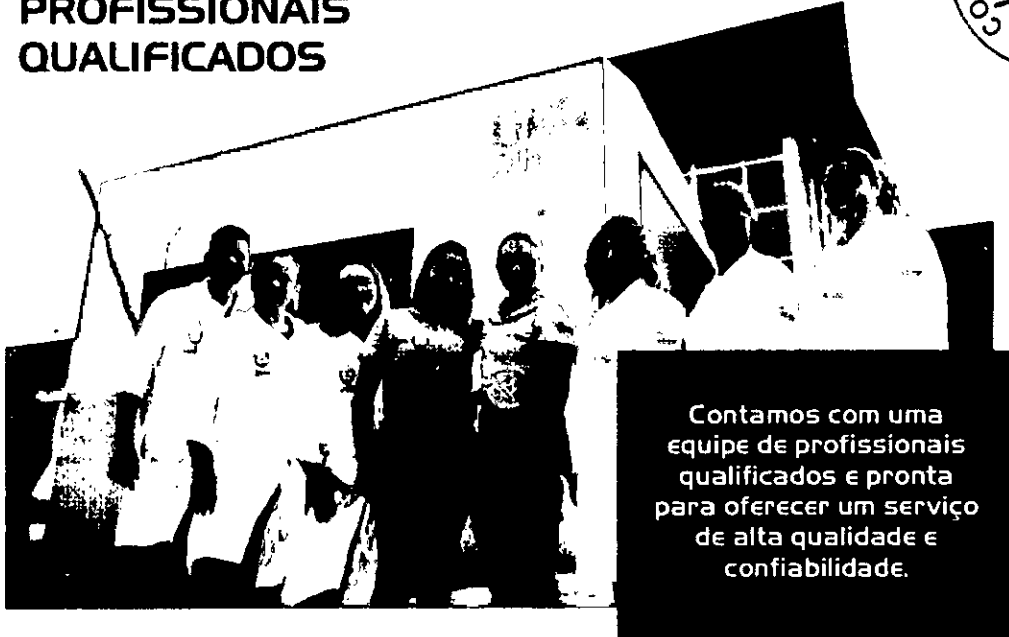 PROFISSIONAIS
QUALIFICADOS
Contamos com uma
equipe de profissionais
qualificados e pronta
para oferecer um serviço
de alta qualidade e
confiabilidade.